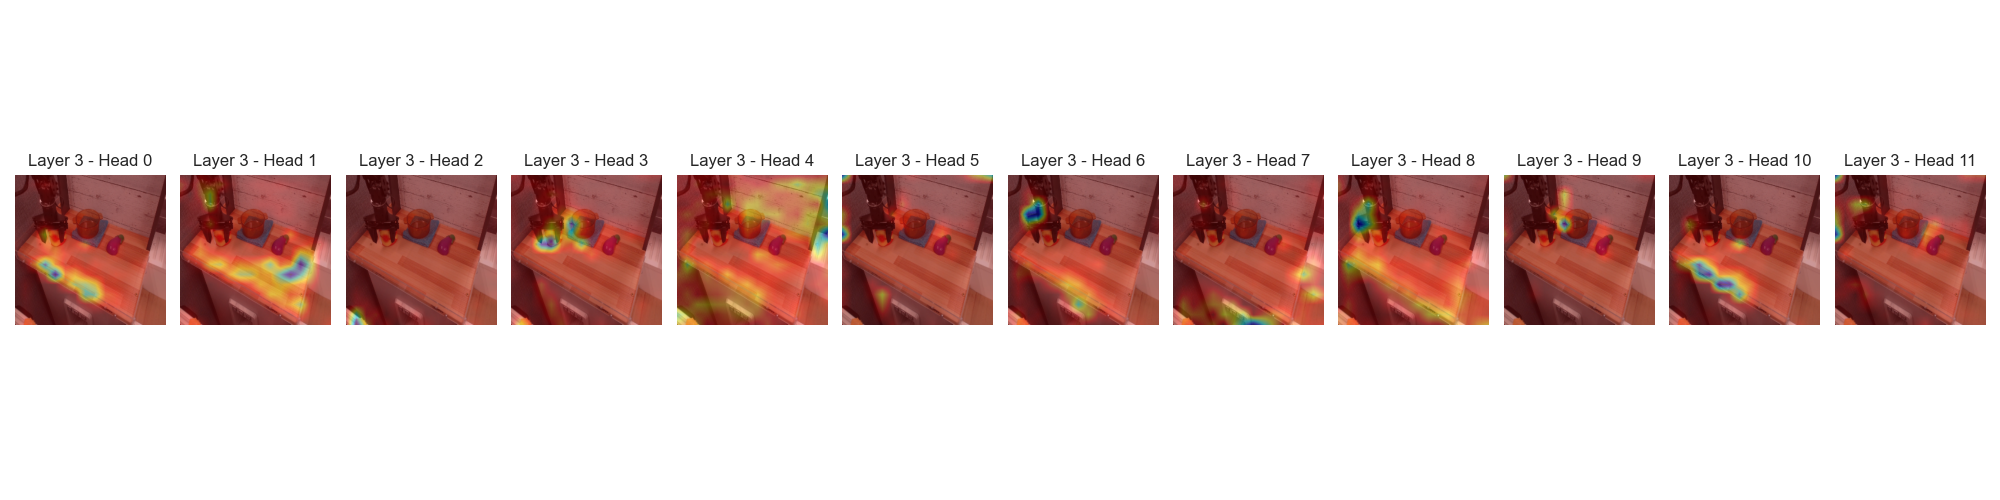 Layer 3 - Head 0
Layer 3 - Head 1
Layer 3 - Head 2
Layer 3 - Head 3
Layer 3 - Head 4
Layer 3 - Head 5
Layer 3 - Head 6
Layer 3 - Head 7
Layer 3 - Head 8
Layer 3 - Head 9
Layer 3 - Head 10
Layer 3 - Head 11